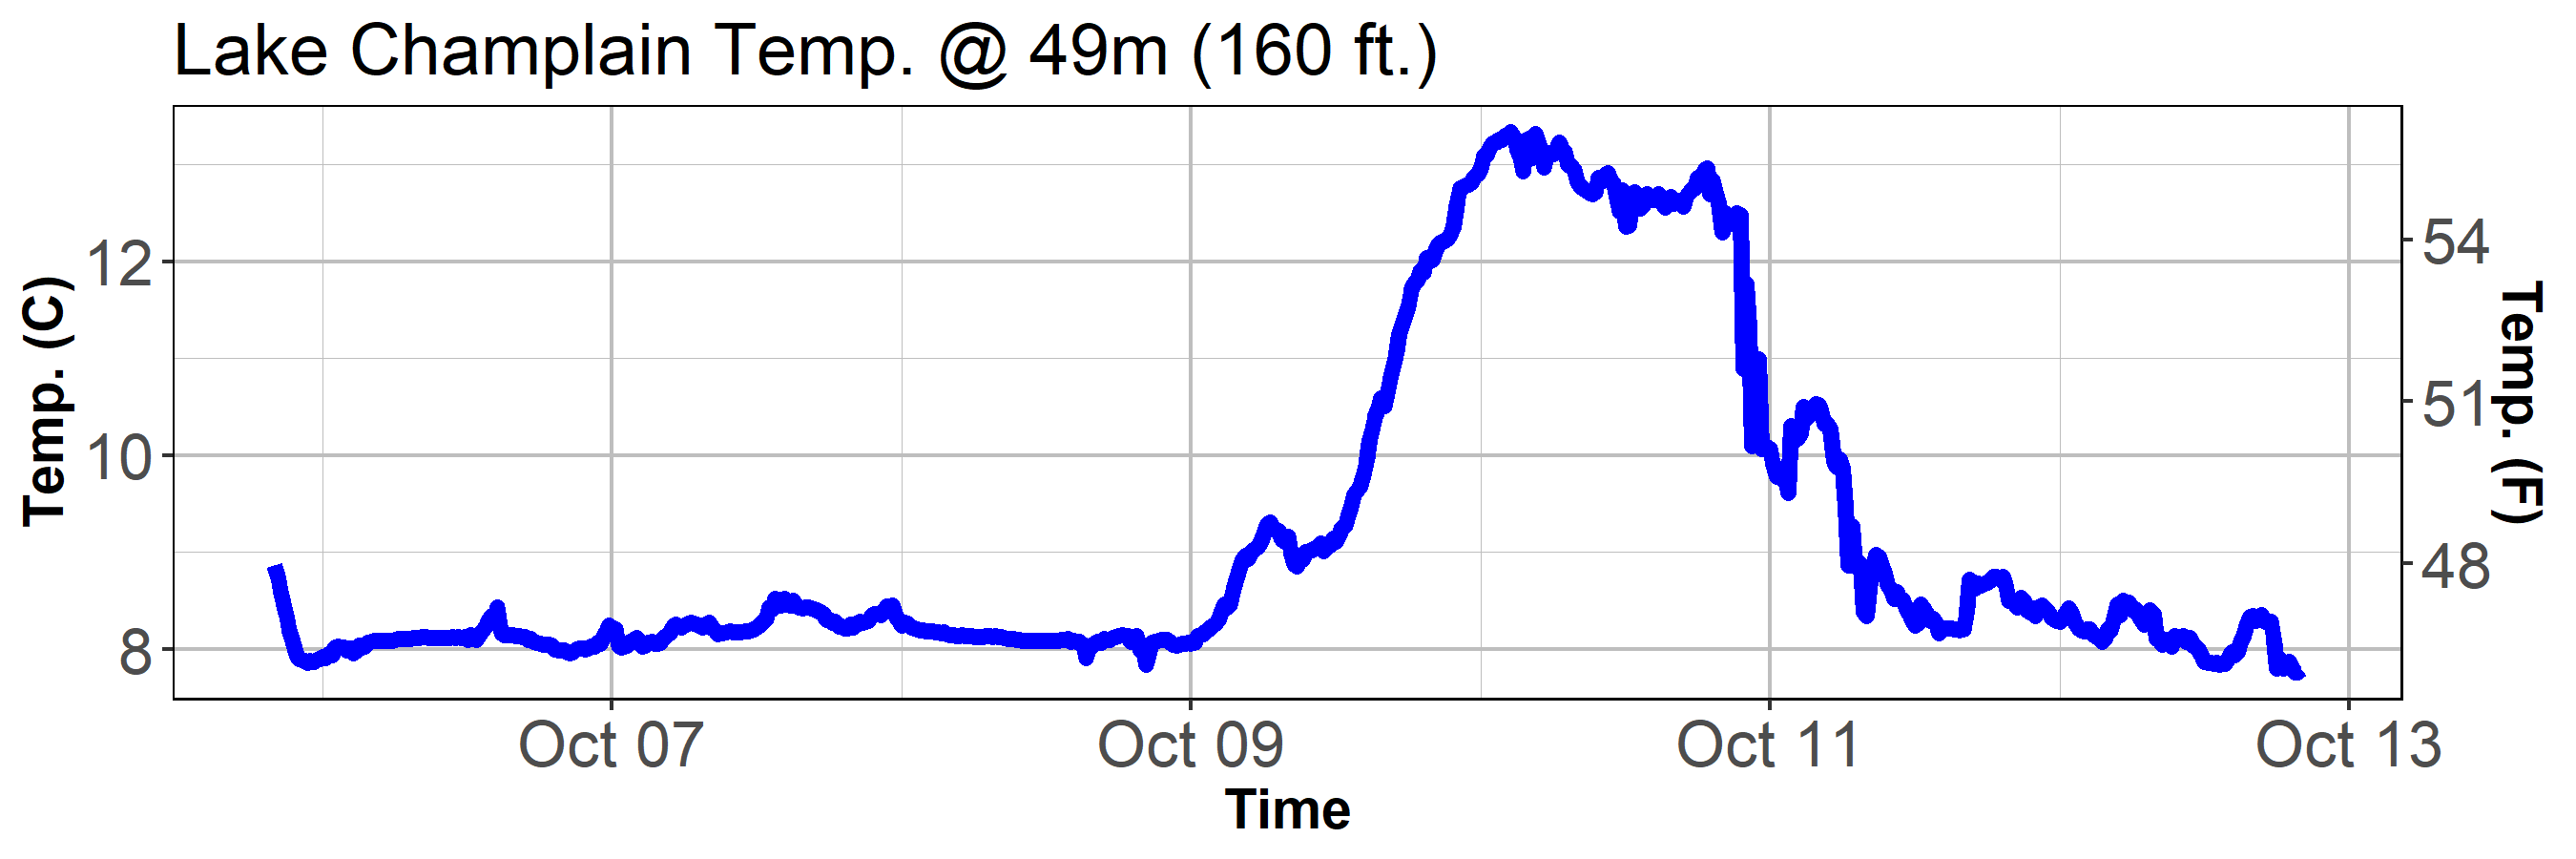 Lake Champlain Temp. @ 49m (160 ft.)
Temp. (C)
12
10
8
54
51
48
Temp. (F)
Oct 07 Oct 09 Oct 11 Oct 13
Time